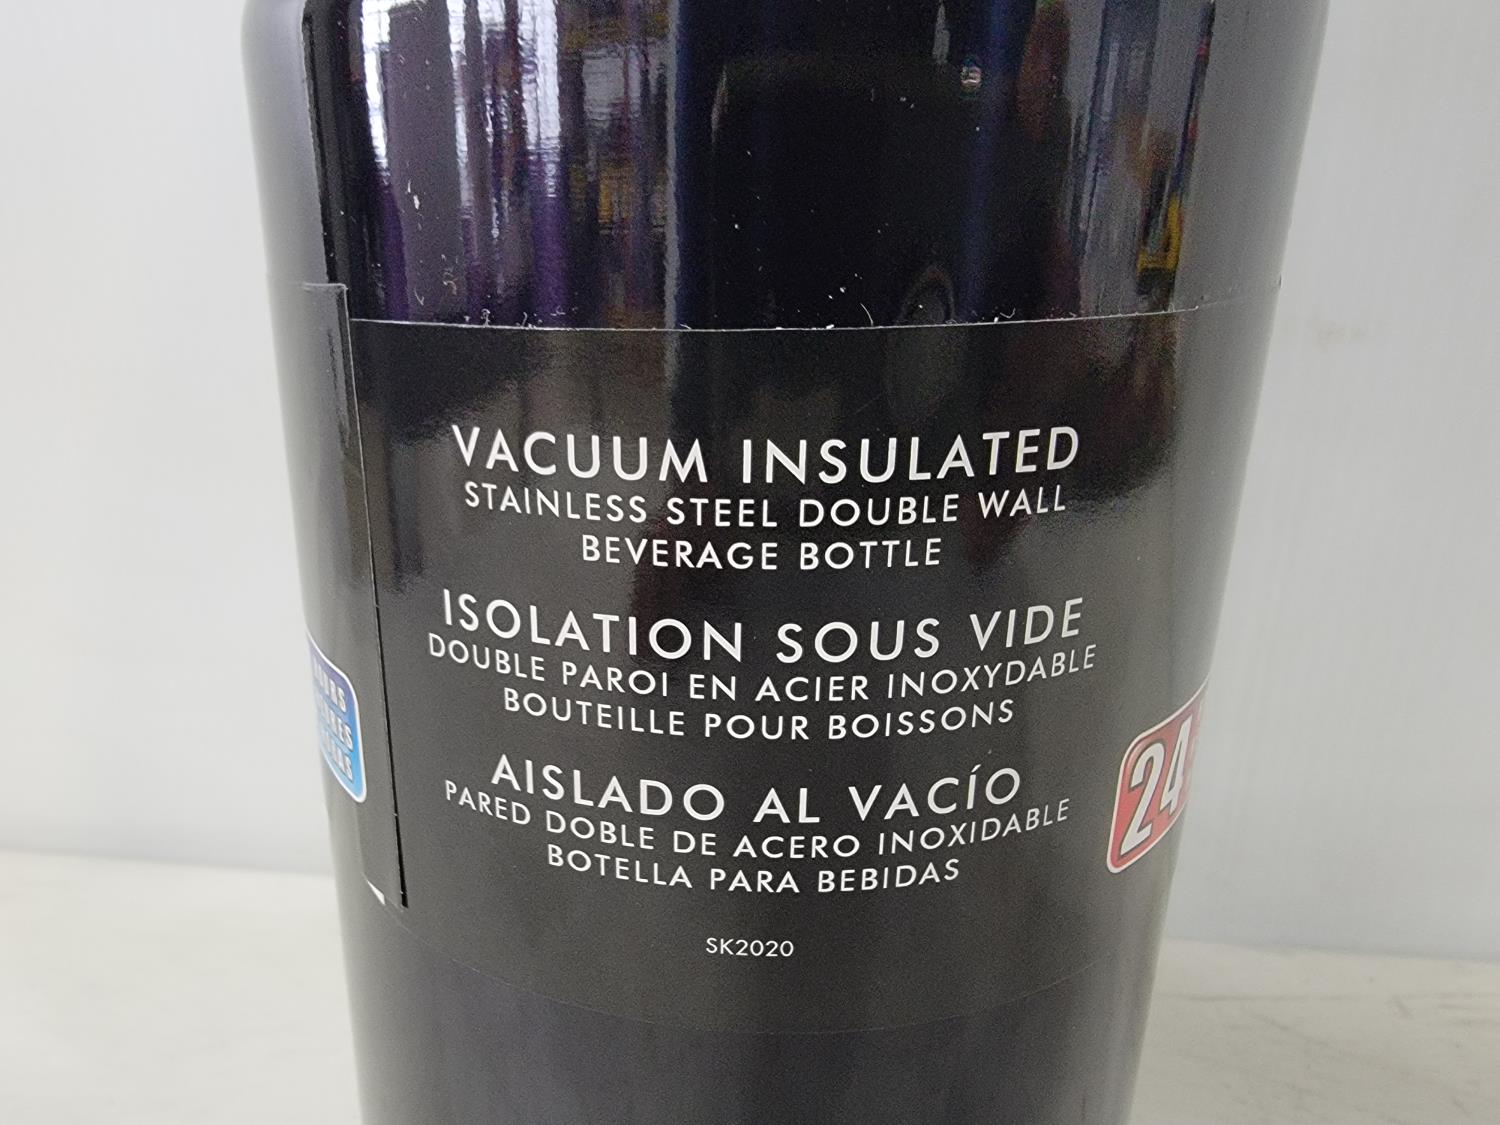 VACUUM INSULATED
STAINLESS STEEL DOUBLE WALL
BEVERAGE BOTTLE
ISOLATION SOUS VIDE
DOUBLE PAROI EN ACIER INOXYDABLE
BOUTEILLE POUR BOISSONS
AISLADO AL VACÍO
PARED DOBLE DE ACERO INOXIDABLE
BOTELLA PARA BEBIDAS
SK2020
24